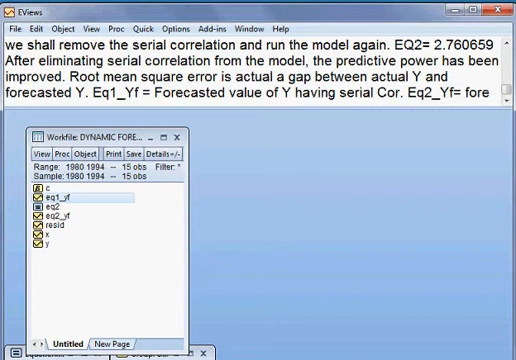 EViews
File Edit Object View Proc Quick Options Add-ins Window Help
we shall remove the serial correlation and run the model again. EQ2= 2.760659
After eliminating serial correlation from the model, the predictive power has been
improved. Root mean square error is actual a gap between actual Y and
forecasted Y. Eq1_Yf = Forecasted value of Y having serial Cor. Eq2_Yf= fore
Workfile: DYNAMIC FORE...
View Proc Object Print Save Details+/-
Range: 1980 1994 -- 15 obs Filter: *
Sample: 1980 1994 -- 15 obs
c
eq1_yf
eq2
eq2_yf
resid
x
y
Untitled New Page